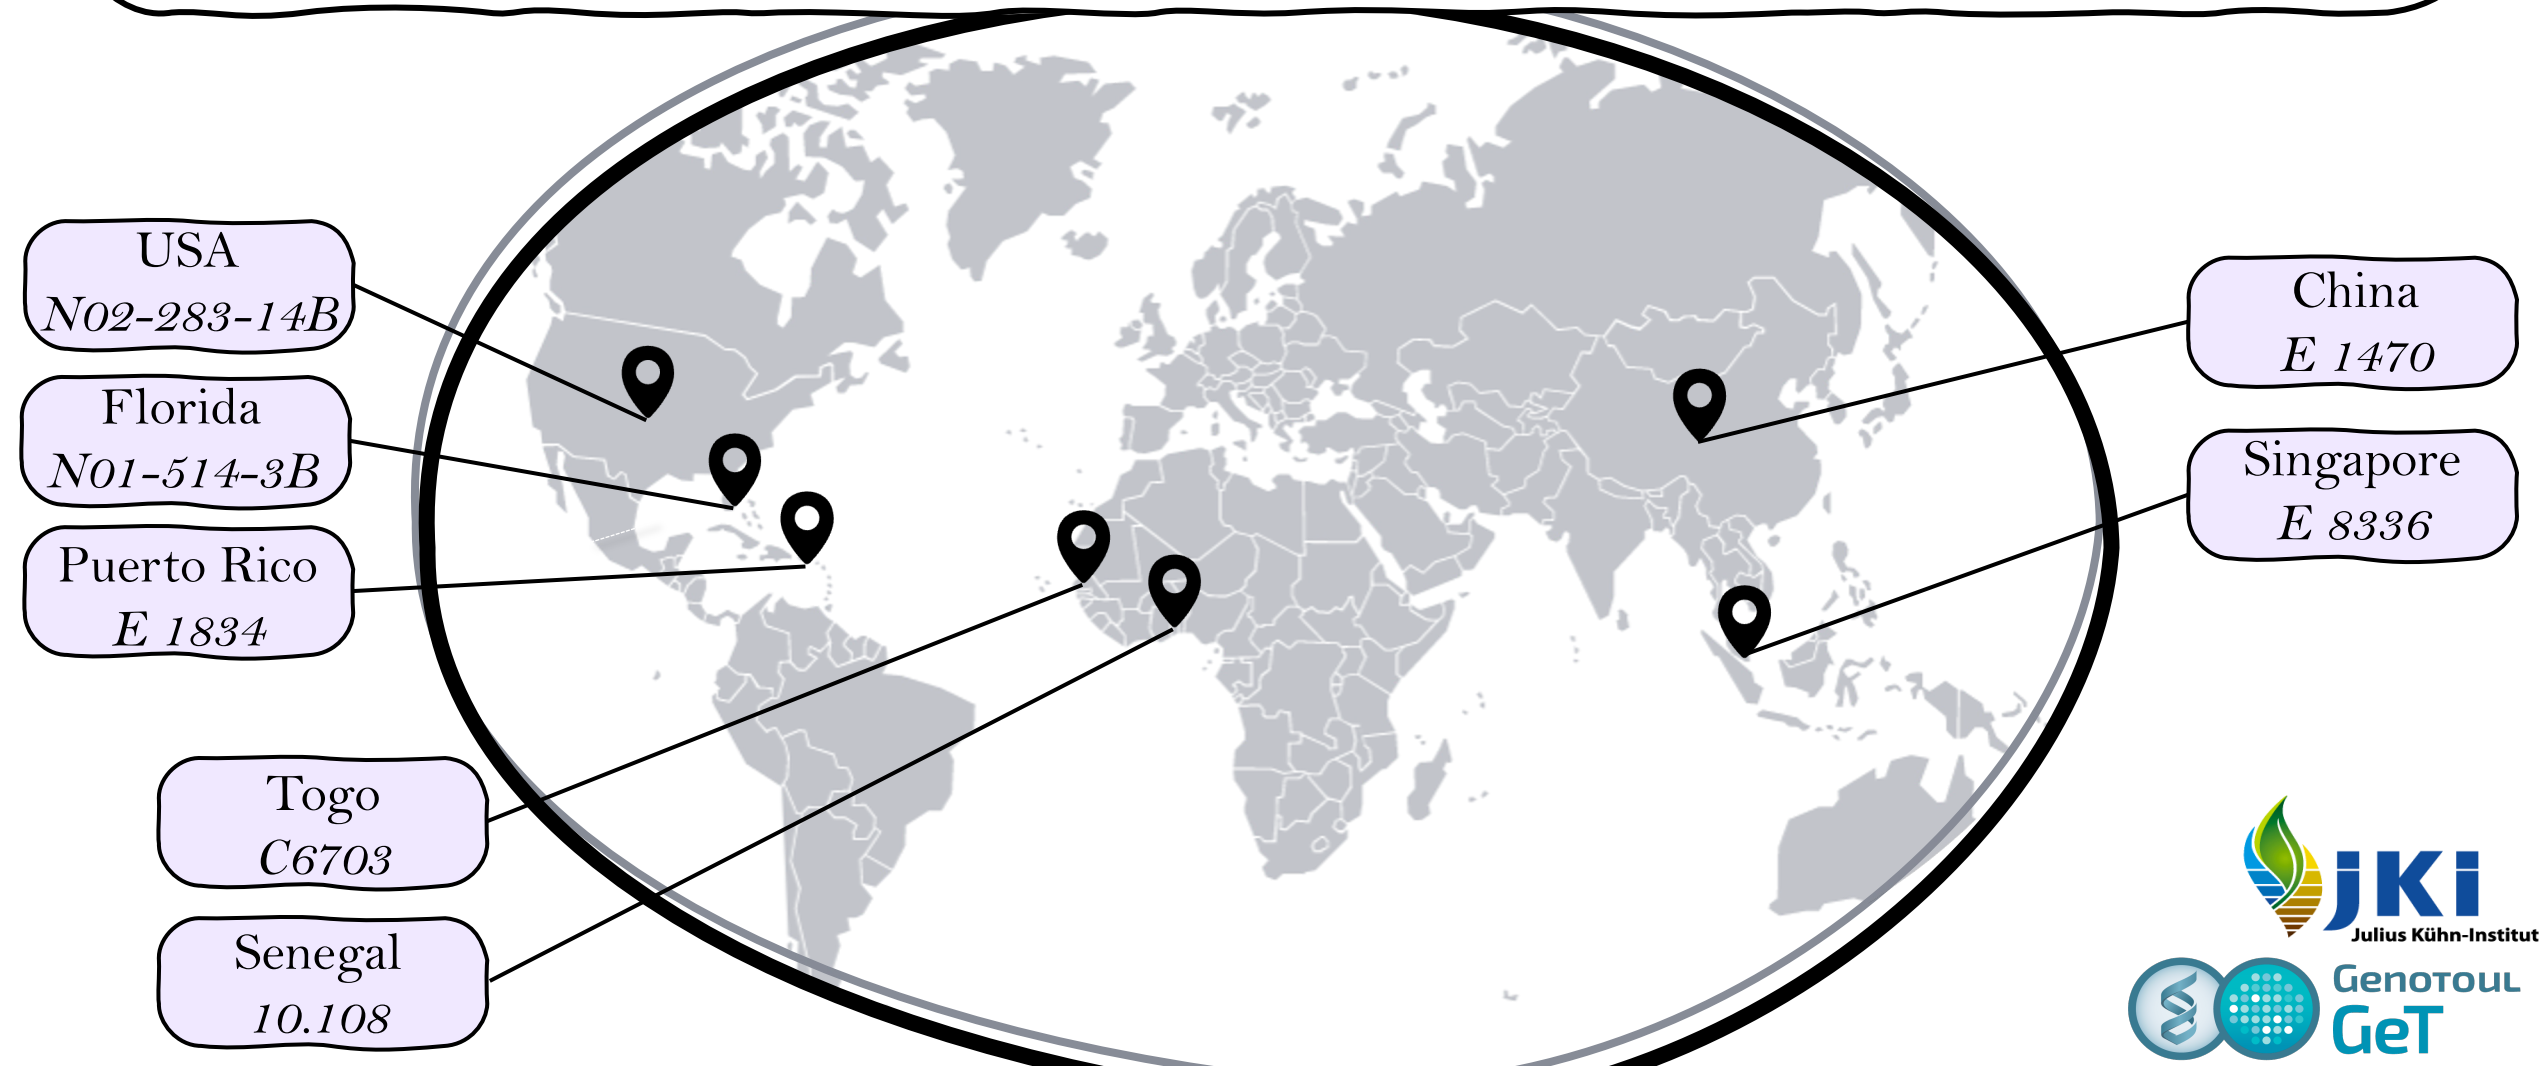 USA
N02-283-14B
Florida
N01-514-3B
Puerto Rico
E 1834
Togo
C6703
Senegal
10.108
China
E 1470
Singapore
E 8336
JKi
Julius Kühn-Institut
GENOTOUL
GeT